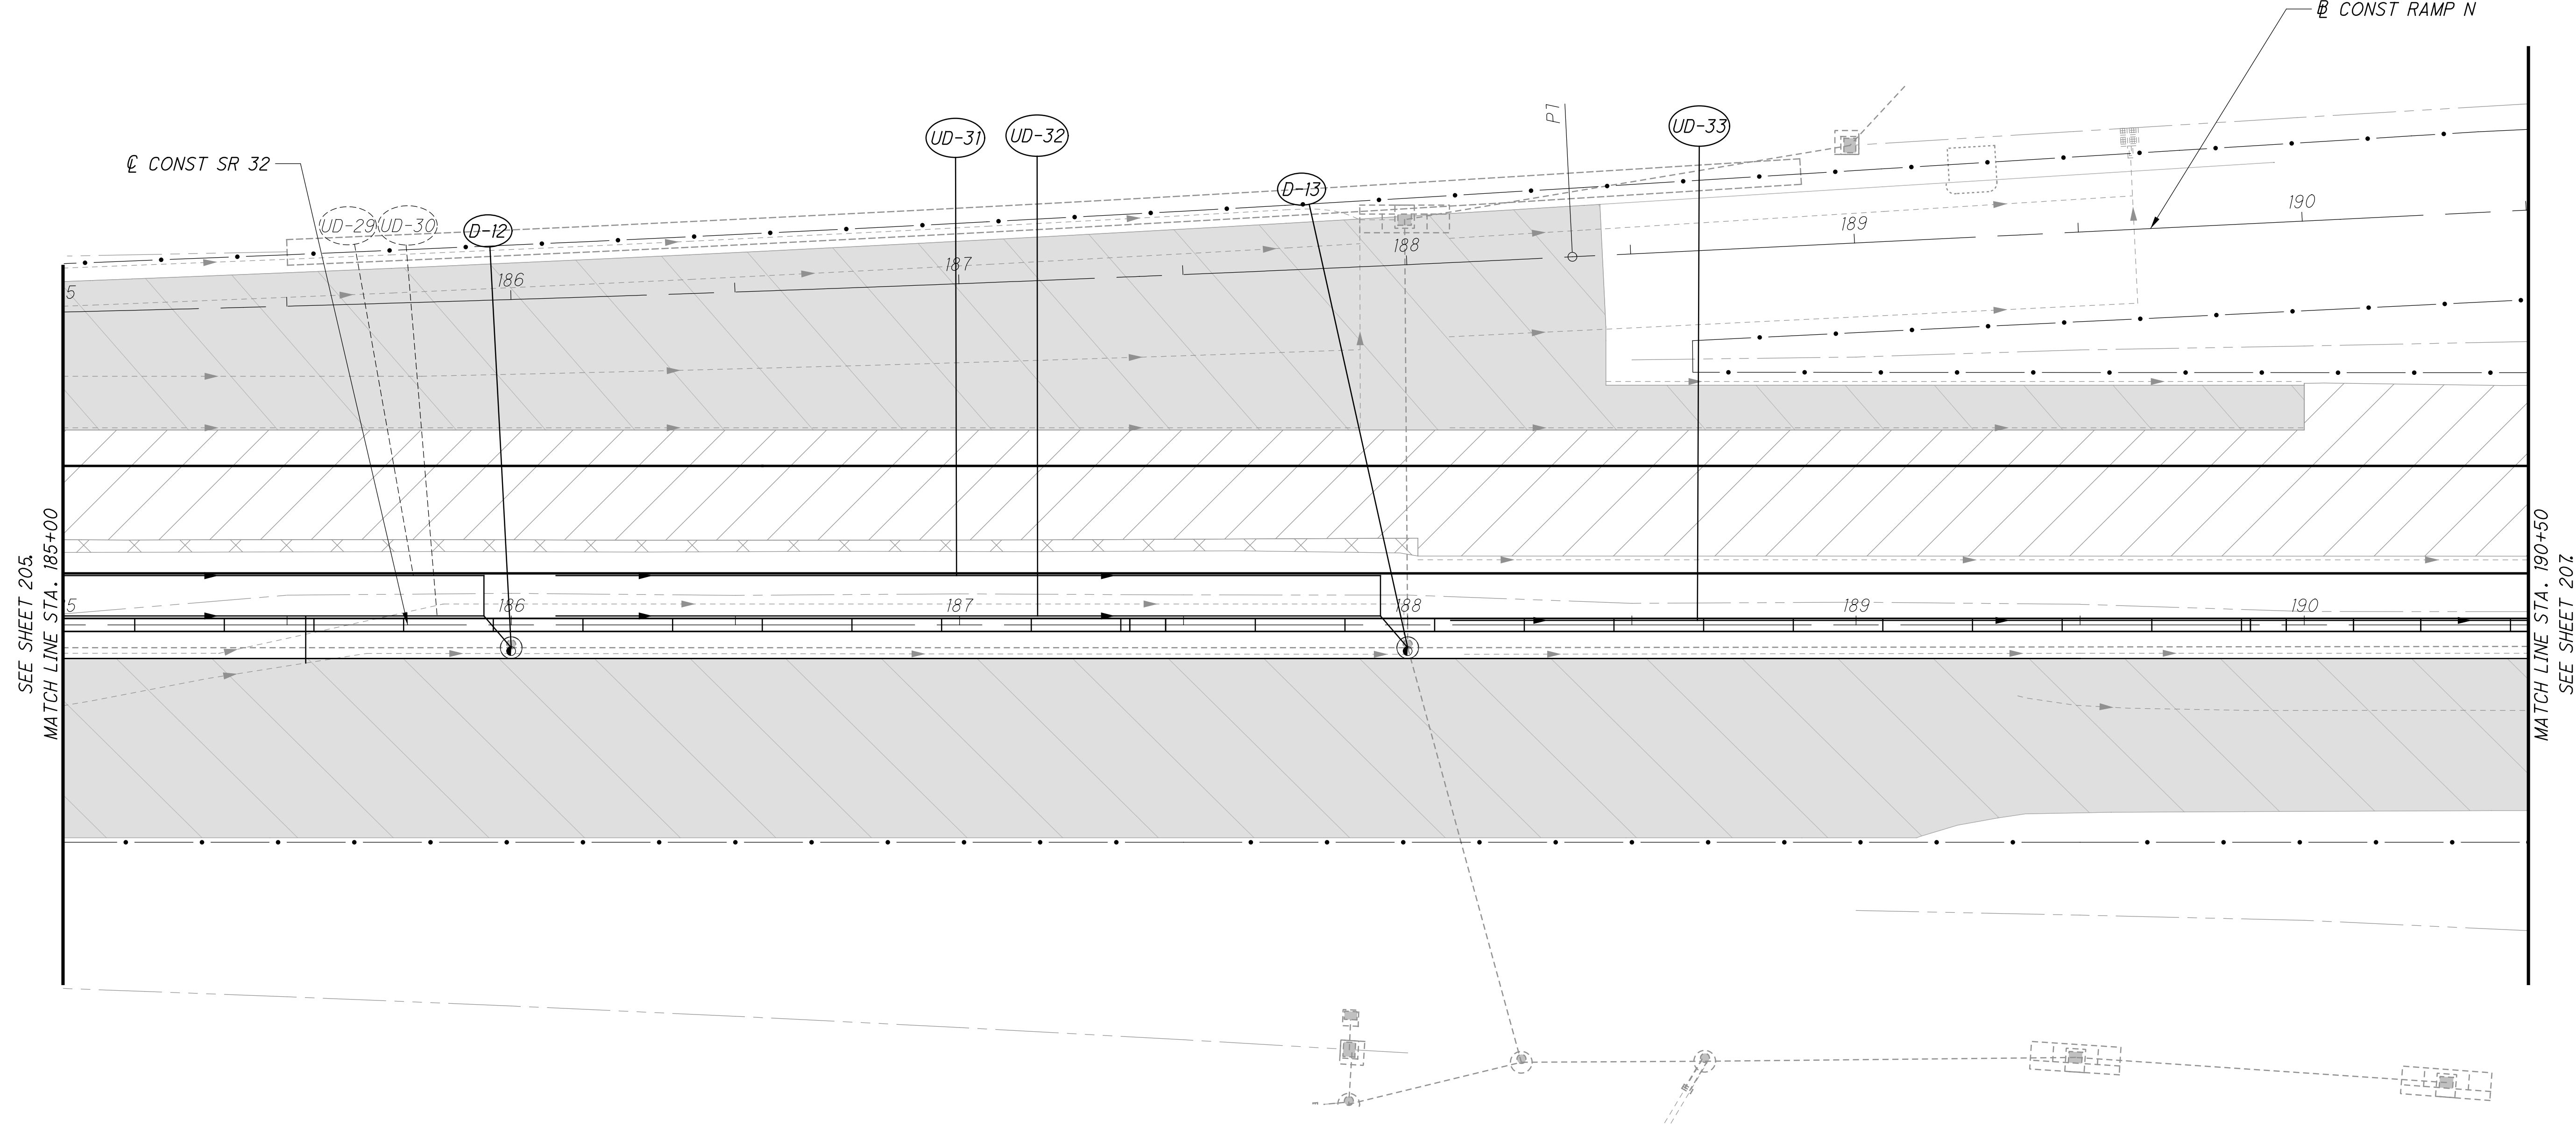 ℄ CONST RAMP N
P1
UD-31
UD-32
UD-33
℄ CONST SR 32
D-13
UD-29
UD-30
D-12
190
189
188
187
186
5
SEE SHEET 205.
MATCH LINE STA. 185+00
MATCH LINE STA. 190+50
SEE SHEET 207.
5
186
187
188
189
190